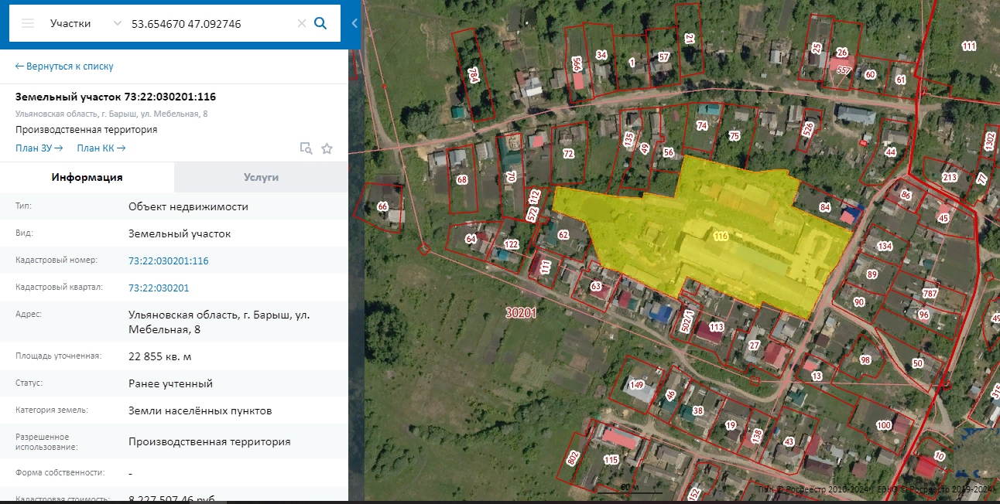 Участки
53.654670 47.092746
← Вернуться к списку
Земельный участок 73:22:030201:116
Ульяновская область, г. Барыш, ул. Мебельная, 8
Производственная территория
План ЗУ → План КК →
Информация
Услуги
Тип: Объект недвижимости
Вид: Земельный участок
Кадастровый номер: 73:22:030201:116
Кадастровый квартал: 73:22:030201
Адрес: Ульяновская область, г. Барыш, ул.
Мебельная, 8
Площадь уточненная: 22 855 кв. м
Статус: Ранее учтенный
Категория земель: Земли населённых пунктов
Разрешенное
использование: Производственная территория
Форма собственности: -
Кадастровая стоимость: 8 227 507,46 руб.
21
111
25
26
34
57
1
595
784
557
60
61
74
75
526
135
49
56
44
1302
72
70
68
213
77
86
45
66
112
572
84
64
122
62
116
134
111
63
89
787
90
96
30201
502/1
113
27
98
50
13
149
46
38
19
138
43
100
315
802
115
10
152
60 м
ПКК © Росреестр 2010-2024 | ЕЭКО © Росреестр 2019-2024